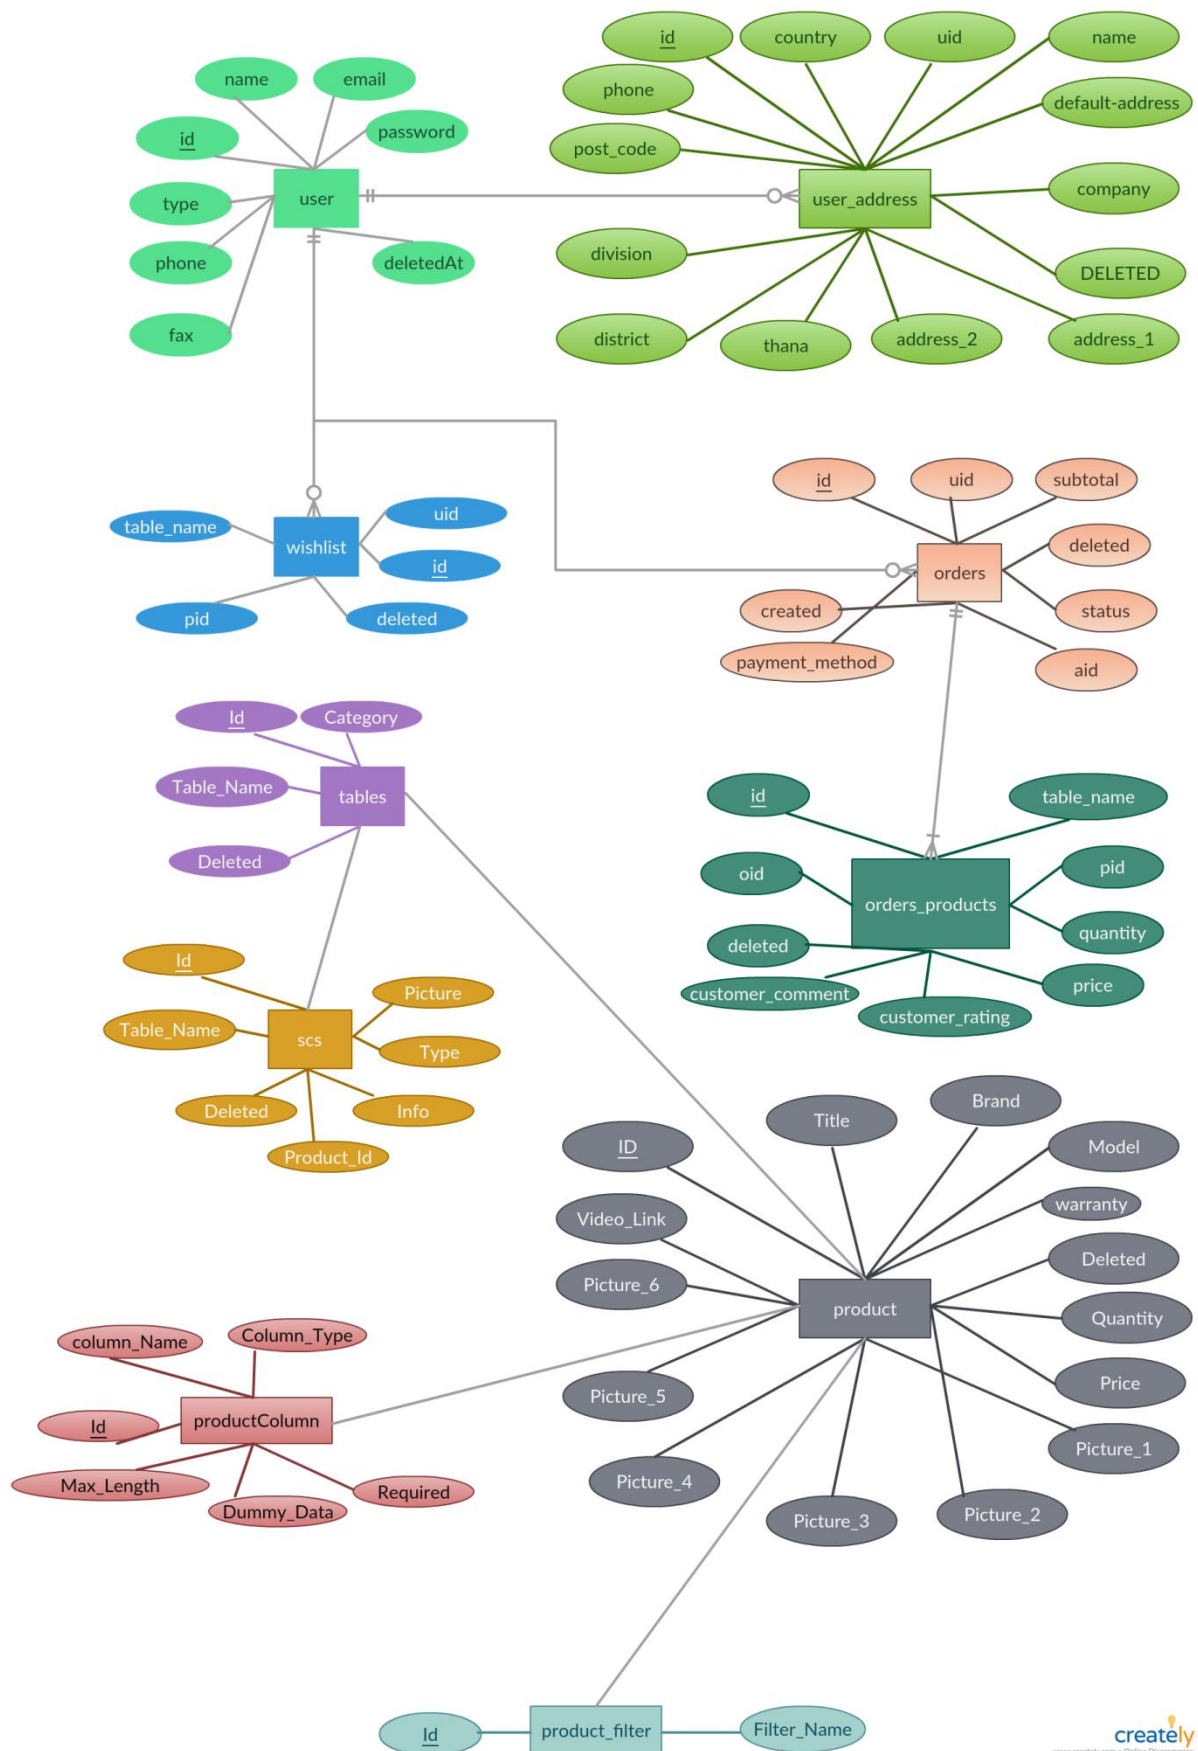 id
country
uid
name
name
email
phone
default-address
id
password
post_code
type
user
user_address
company
phone
deletedAt
division
DELETED
fax
district
thana
address_2
address_1
id
uid
subtotal
table_name
uid
wishlist
id
deleted
orders
pid
deleted
created
status
payment_method
aid
Id
Category
Table_Name
tables
id
table_name
Deleted
oid
pid
orders_products
quantity
deleted
customer_comment
price
customer_rating
Id
Picture
Table_Name
scs
Type
Deleted
Info
Product_Id
Brand
Title
ID
Model
warranty
Video_Link
Deleted
Picture_6
product
Quantity
Price
Picture_5
Picture_1
Picture_4
Picture_3
Picture_2
column_Name
Column_Type
Id
productColumn
Max_Length
Dummy_Data
Required
Id
product_filter
Filter_Name
creately